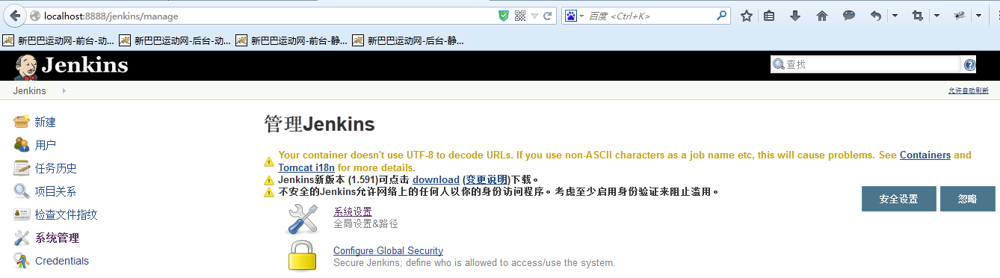 localhost:8888/jenkins/manage
百度 <Ctrl+K>
新巴巴运动网-前台-动... 新巴巴运动网-后台-动... 新巴巴运动网-前台-静... 新巴巴运动网-后台-静...
Jenkins
查找
Jenkins
允许自动刷新
新建
用户
任务历史
项目关系
检查文件指纹
系统管理
Credentials
管理Jenkins
Your container doesn't use UTF-8 to decode URLs. If you use non-ASCII characters as a job name etc, this will cause problems. See Containers and
Tomcat i18n for more details.
Jenkins新版本 (1.591)可点击 download (变更说明)下载。
不安全的Jenkins允许网络上的任何人以你的身份访问程序。考虑至少启用身份验证来阻止滥用。
安全设置 忽略
系统设置
全局设置&路径
Configure Global Security
Secure Jenkins; define who is allowed to access/use the system.